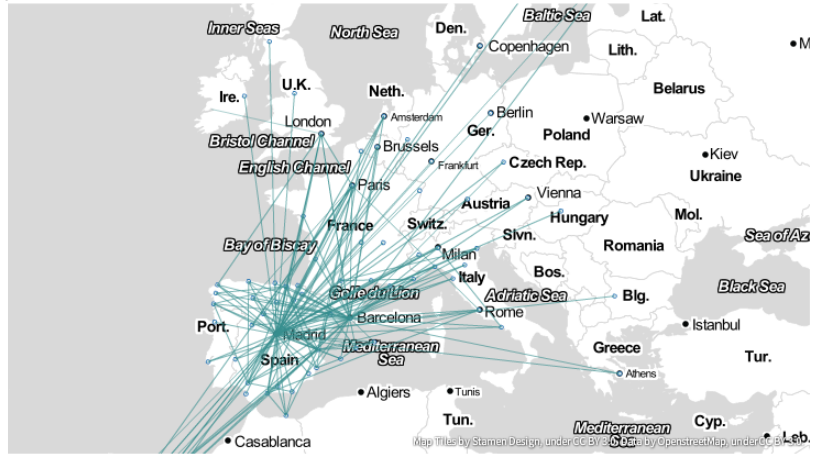 Inner Seas
North Sea
Baltic Sea
Lat.
Den.
Copenhagen
Lith.
M
U.K.
Ire.
Neth.
Belarus
London
Amsterdam
Berlin
Warsaw
Bristol Channel
Brussels
Ger.
Poland
English Channel
Frankfurt
Czech Rep.
Kiev
Ukraine
Paris
Vienna
Austria
France
Switz.
Hungary
Mol.
Bay of Biscay
Milan
Slvn.
Romania
Sea of Az
Italy
Bos.
Black Sea
Golfe du Lion
Adriatic Sea
Blg.
Port.
Madrid
Barcelona
Rome
Istanbul
Spain
Mediterranean
Sea
Greece
Tur.
Athens
Algiers
Tunis
Tun.
Cyp.
Casablanca
Mediterranean
Sea
Leb.
Map Tiles by Stamen Design, under CC BY 3.0. Data by OpenstreetMap, under CC BY 3.0.